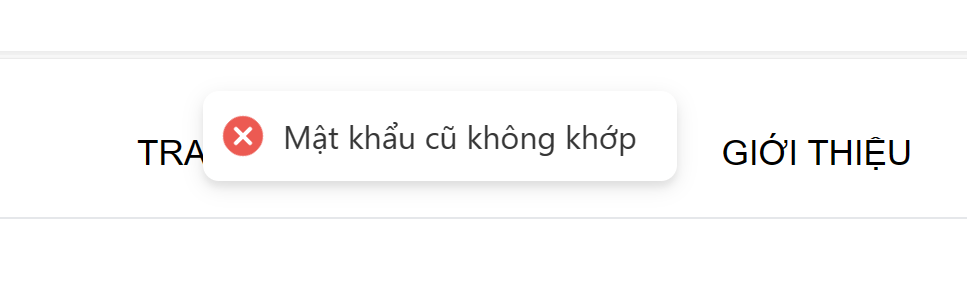 TRA
Mật khẩu cũ không khớp
GIỚI THIỆU